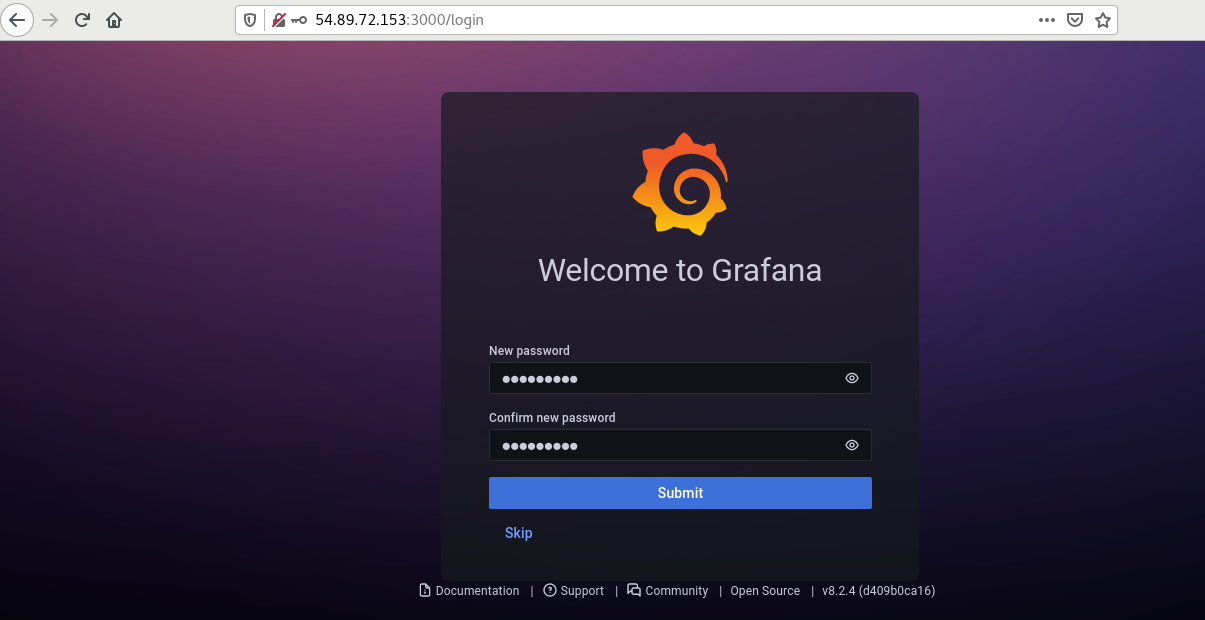 54.89.72.153:3000/login
Welcome to Grafana
New password
●●●●●●●●●
Confirm new password
●●●●●●●●●
Submit
Skip
Documentation | Support | Community | Open Source | v8.2.4 (d409b0ca16)